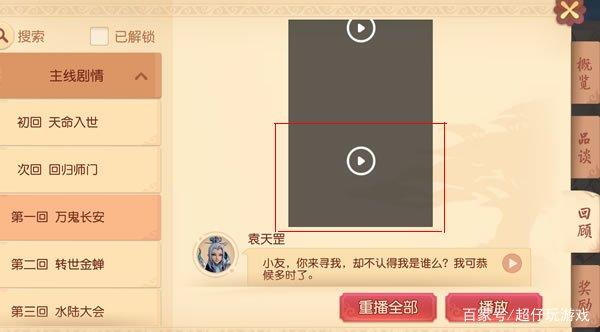 搜索
已解锁
主线剧情
初回 天命入世
次回 回归师门
第一回 万鬼长安
第二回 转世金蝉
第三回 水陆大会
袁天罡
小友，你来寻我，却不认得我是谁么？我可恭
候多时了。
重播全部
播放
概览
品谈
回顾
奖励
百家号/超仔玩游戏